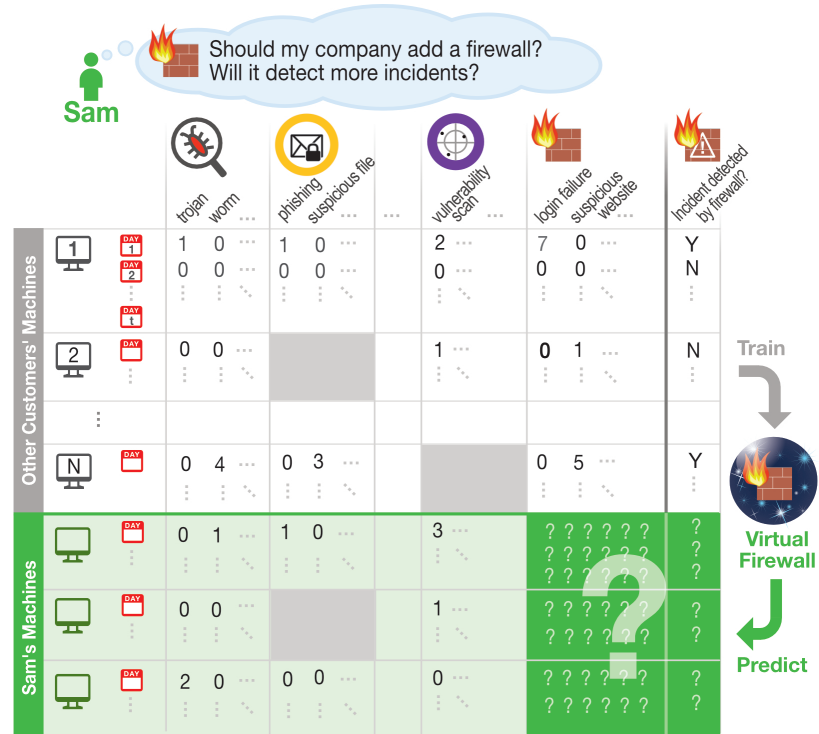 Should my company add a firewall?
Will it detect more incidents?
Sam
trojan
worm
...
phishing
suspicious file
...
...
vulnerability
scan
...
login failure
suspicious
website
...
Incident detected
by firewall?
Other Customers' Machines
1 DAY 1 1 0 ... 1 0 ... 2 ... 7 0 ... Y
DAY 2 0 0 0 0 0 0 0 N
DAY t
2 DAY 0 0 ... 1 ... 0 1 ... N
N DAY 0 4 ... 0 3 ... 0 5 ... Y
Train
Virtual
Firewall
Predict
Sam's Machines
DAY 0 1 ... 1 0 ... 3 ... ? ? ? ? ? ? ?
? ? ? ? ? ? ?
? ? ? ? ? ? ?
?
DAY 0 0 ... 1 ... ? ? ? ? ? ? ?
? ? ? ? ? ? ?
DAY 2 0 ... 0 0 ... 0 ... ? ? ? ? ? ? ?
? ? ? ? ? ? ?